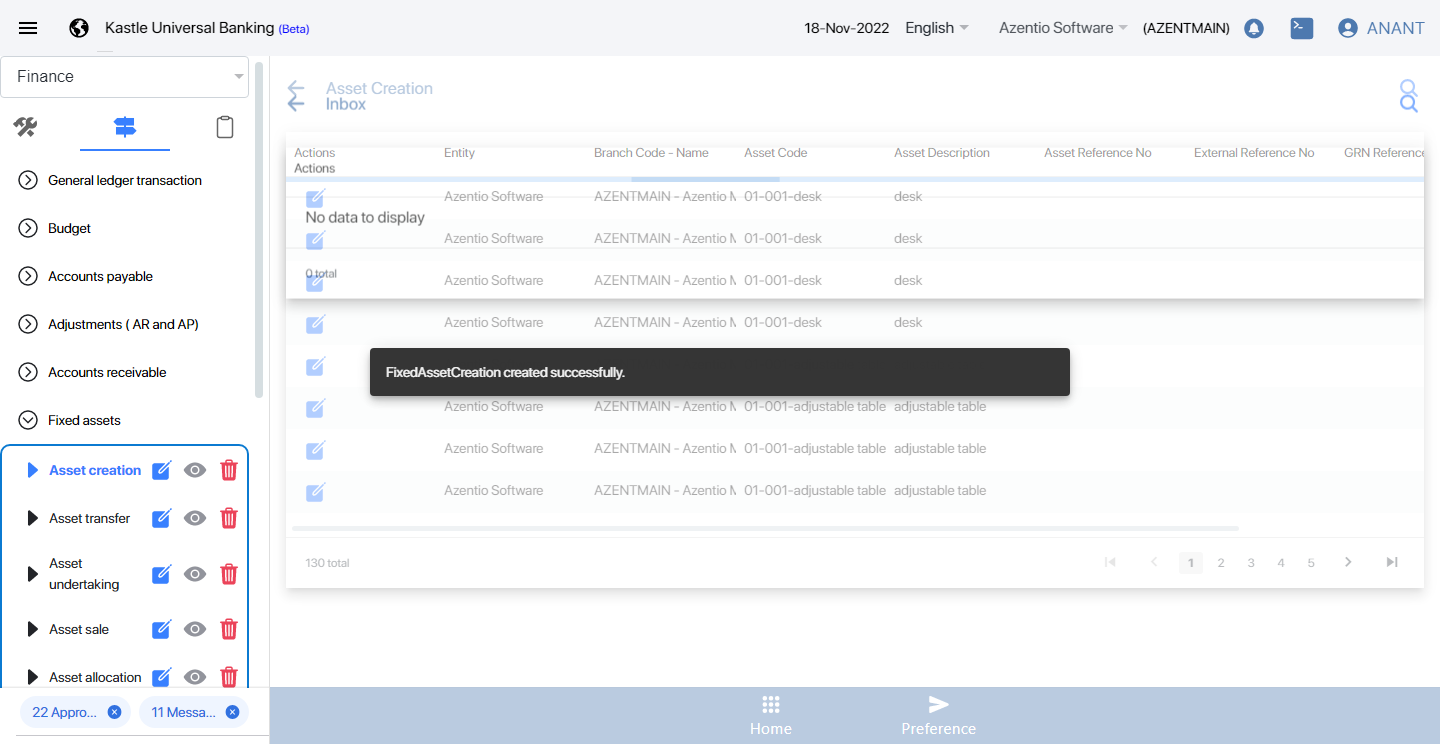 Kastle Universal Banking (Beta)
18-Nov-2022 English Azentio Software (AZENTMAIN) ANANT
Finance
General ledger transaction
Budget
Accounts payable
Adjustments ( AR and AP)
Accounts receivable
Fixed assets
Asset creation
Asset transfer
Asset
undertaking
Asset sale
Asset allocation
22 Appro...
11 Messa...
Asset Creation
Inbox
Actions Entity Branch Code - Name Asset Code Asset Description Asset Reference No External Reference No GRN Reference
Actions
Azentio Software AZENTMAIN - Azentio M 01-001-desk desk
No data to display
Azentio Software AZENTMAIN - Azentio M 01-001-desk desk
0 total
Azentio Software AZENTMAIN - Azentio M 01-001-desk desk
Azentio Software AZENTMAIN - Azentio M 01-001-desk desk
FixedAssetCreation created successfully.
Azentio Software AZENTMAIN - Azentio M 01-001-adjustable table adjustable table
Azentio Software AZENTMAIN - Azentio M 01-001-adjustable table adjustable table
Azentio Software AZENTMAIN - Azentio M 01-001-adjustable table adjustable table
130 total 1 2 3 4 5
Home Preference